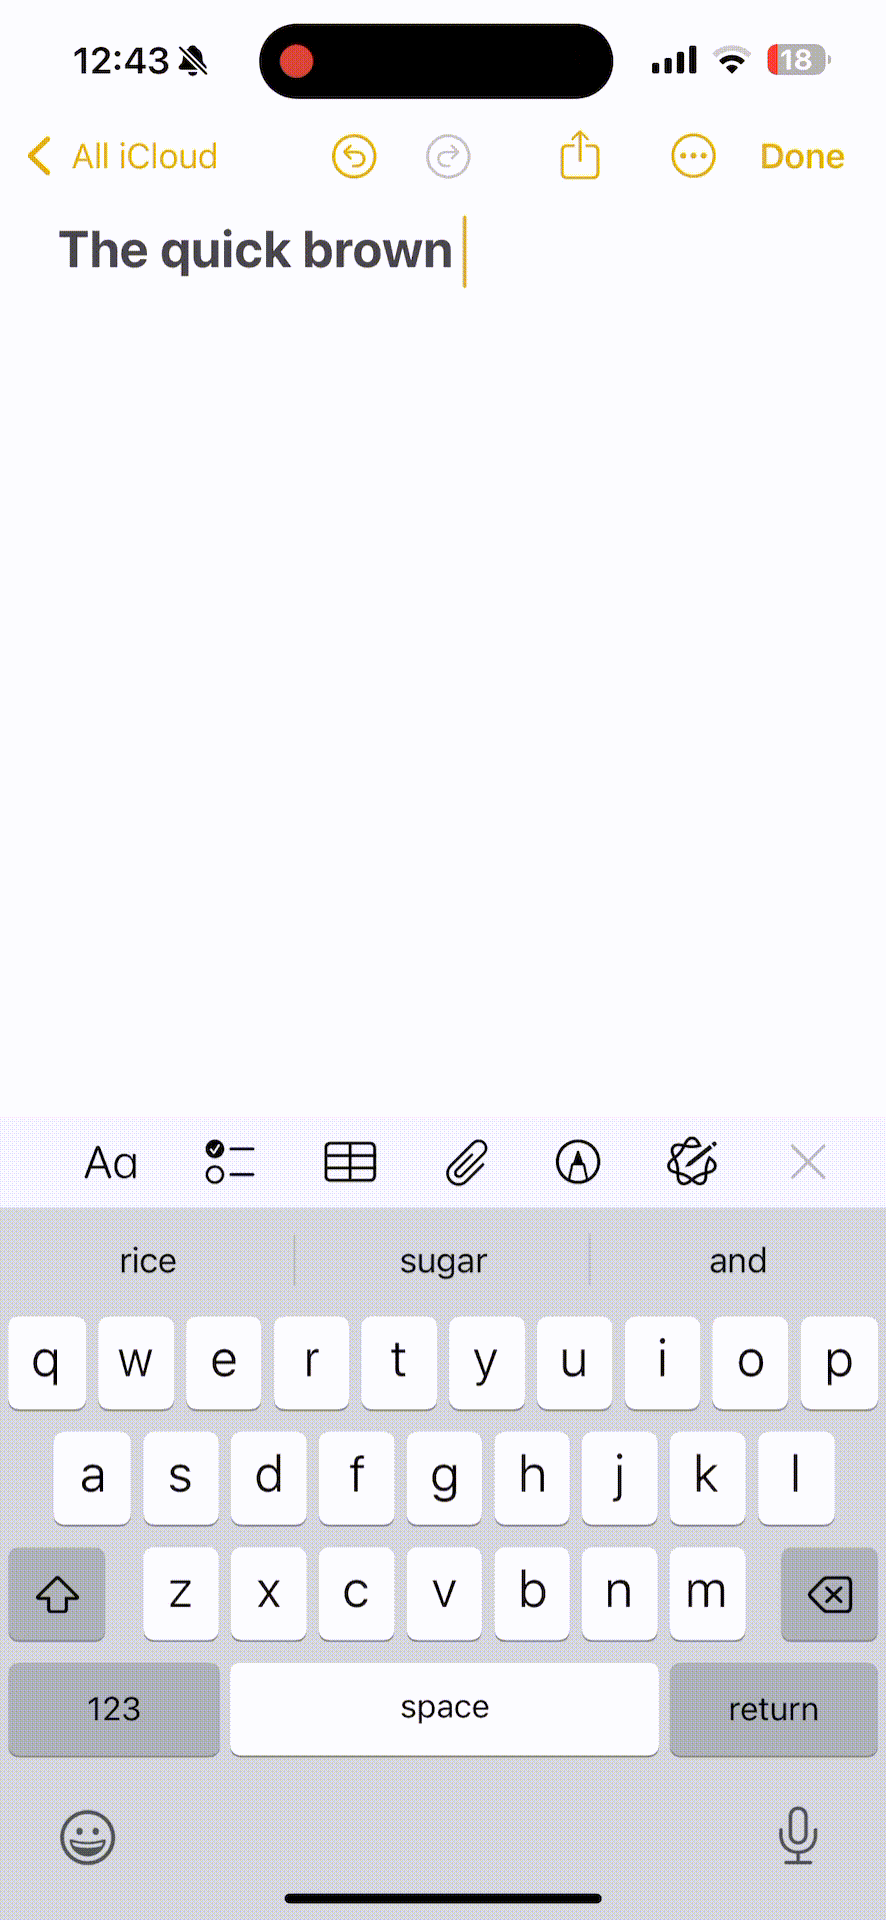 12:43 18
All iCloud Done
The quick brown
Aa
rice sugar and
q w e r t y u i o p
a s d f g h j k l
z x c v b n m
123 space return